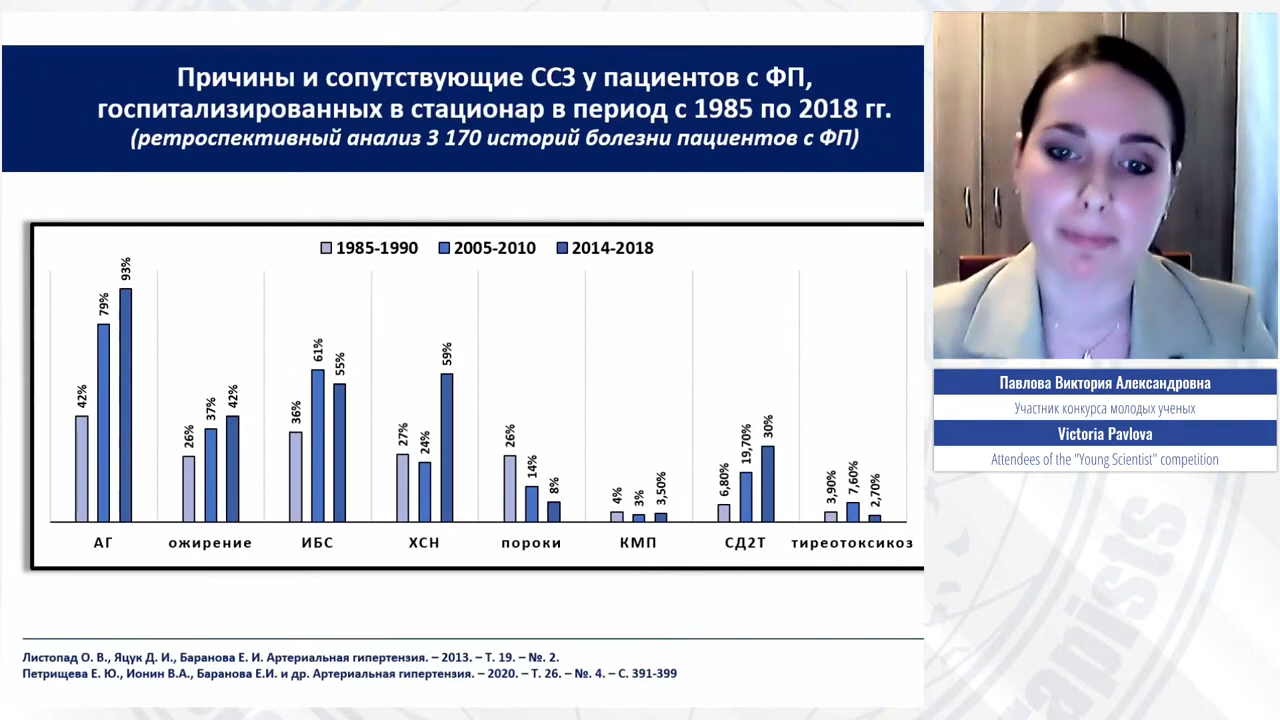 Причины и сопутствующие ССЗ у пациентов с ФП,
госпитализированных в стационар в период с 1985 по 2018 гг.
(ретроспективный анализ 3 170 историй болезни пациентов с ФП)
1985-1990 2005-2010 2014-2018
42% 79% 93%
26% 37% 42%
36% 61% 55%
27% 24% 59%
26% 14% 8%
4% 3% 3,50%
6,80% 19,70% 30%
3,90% 7,60% 2,70%
АГ ожирение ИБС ХСН пороки КМП СД2Т тиреотоксикоз
Листопад О. В., Яцук Д. И., Баранова Е. И. Артериальная гипертензия. – 2013. – Т. 19. – №. 2.
Петрищева Е. Ю., Ионин В.А., Баранова Е.И. и др. Артериальная гипертензия. – 2020. – Т. 26. – №. 4. – С. 391-399
Павлова Виктория Александровна
Участник конкурса молодых ученых
Victoria Pavlova
Attendees of the "Young Scientist" competition
rapists